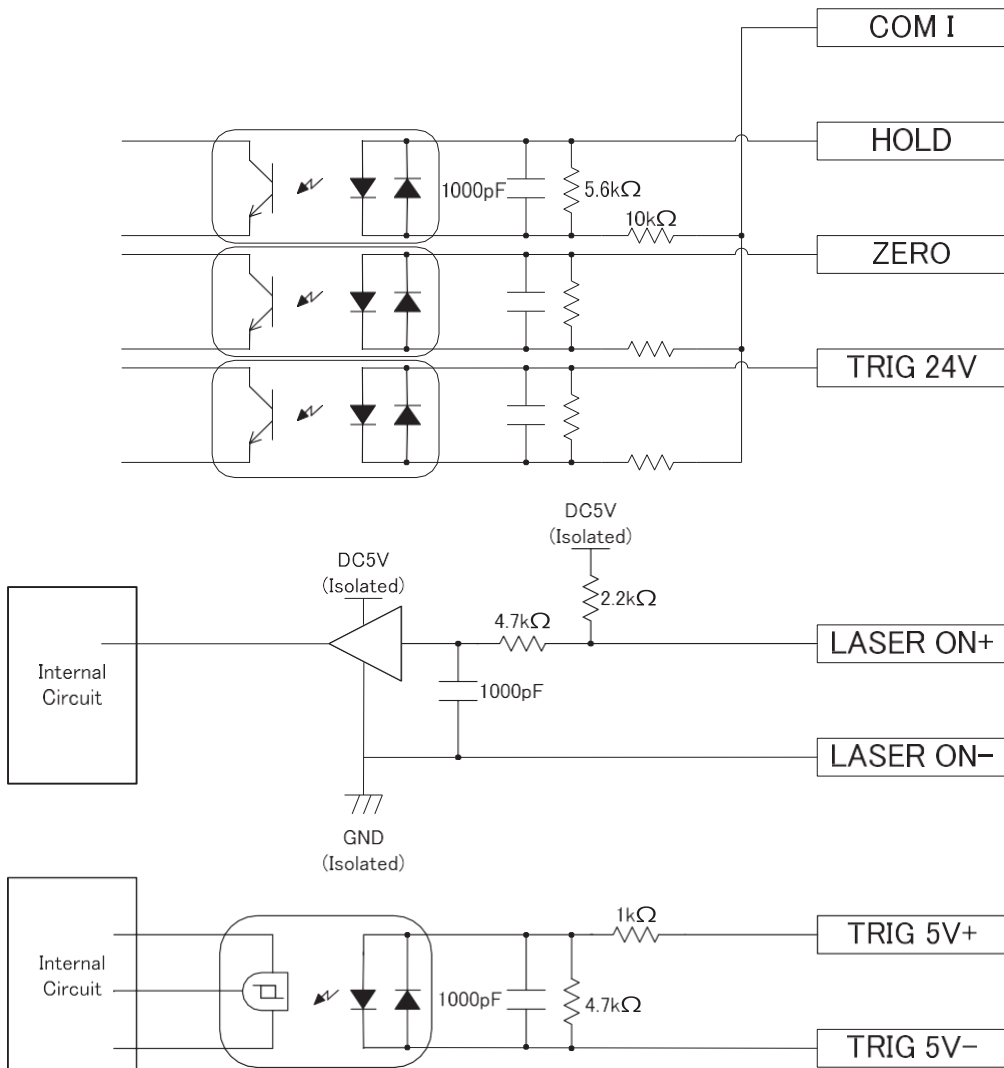 COM I
HOLD
1000pF
5.6kΩ
10kΩ
ZERO
TRIG 24V
DC5V
(Isolated)
DC5V
(Isolated)
2.2kΩ
4.7kΩ
LASER ON+
Internal
Circuit
1000pF
LASER ON−
GND
(Isolated)
1kΩ
TRIG 5V+
Internal
Circuit
1000pF
4.7kΩ
TRIG 5V−